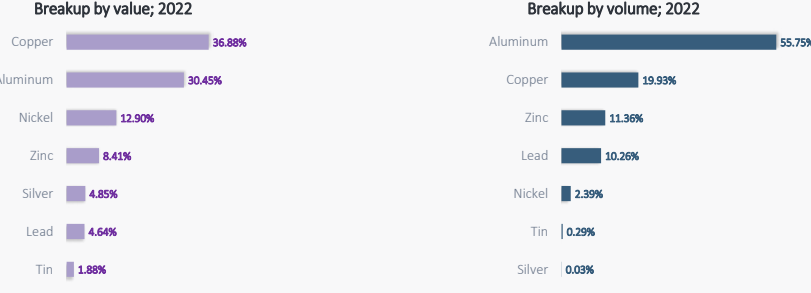 Breakup by value; 2022
Copper 36.88%
Aluminum 30.45%
Nickel 12.90%
Zinc 8.41%
Silver 4.85%
Lead 4.64%
Tin 1.88%
Breakup by volume; 2022
Aluminum 55.75%
Copper 19.93%
Zinc 11.36%
Lead 10.26%
Nickel 2.39%
Tin 0.29%
Silver 0.03%